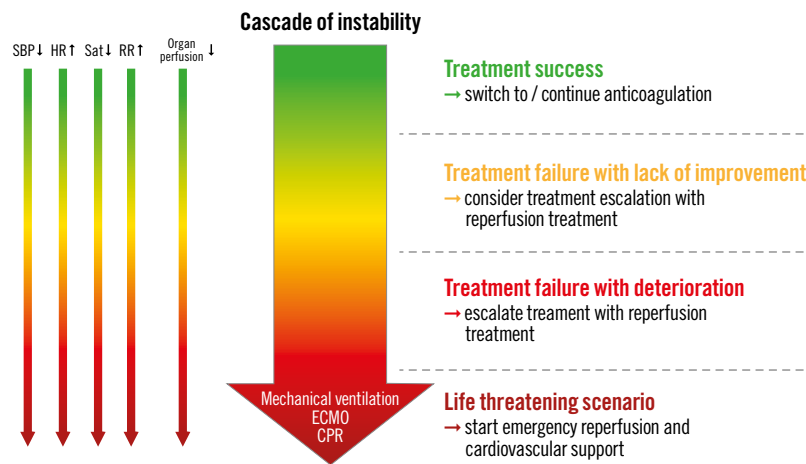 Cascade of instability
SBP↓ HR↑ Sat↓ RR↑ Organ
perfusion ↓
Treatment success
→ switch to / continue anticoagulation
Treatment failure with lack of improvement
→ consider treatment escalation with
reperfusion treatment
Treatment failure with deterioration
→ escalate treament with reperfusion
treatment
Mechanical ventilation
ECMO
CPR
Life threatening scenario
→ start emergency reperfusion and
cardiovascular support